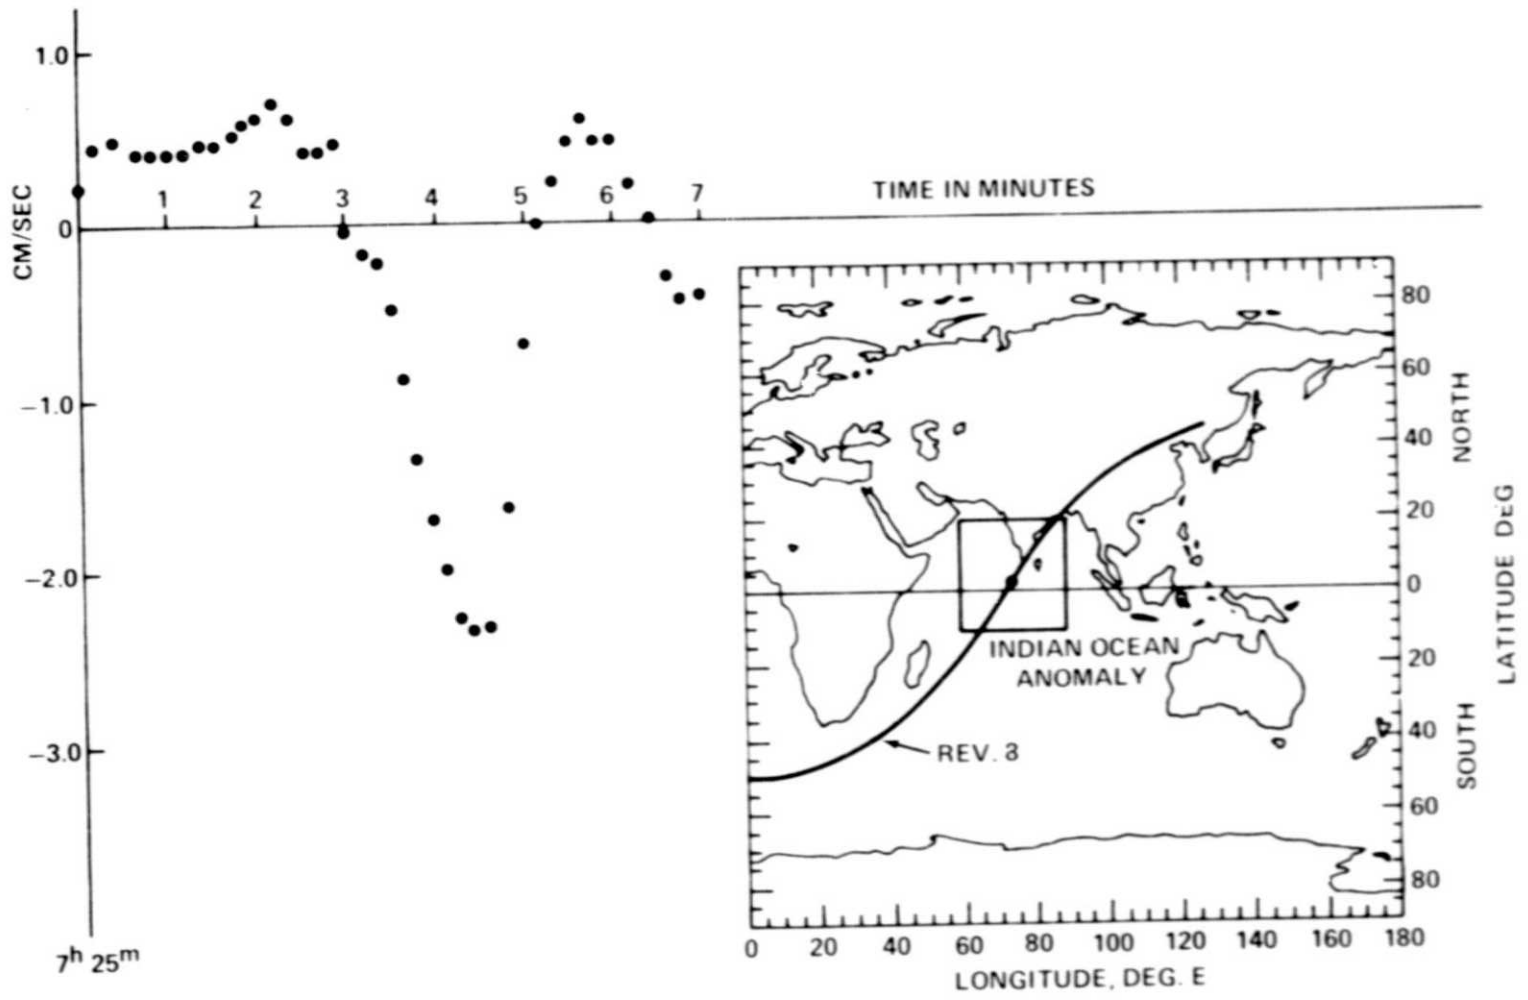 1.0
0
−1.0
−2.0
−3.0
CM/SEC
1 2 3 4 5 6 7
TIME IN MINUTES
7h 25m
80
60
40
20
0
20
40
60
80
NORTH
SOUTH
LATITUDE DEG
INDIAN OCEAN
ANOMALY
REV. 8
0 20 40 60 80 100 120 140 160 180
LONGITUDE, DEG. E